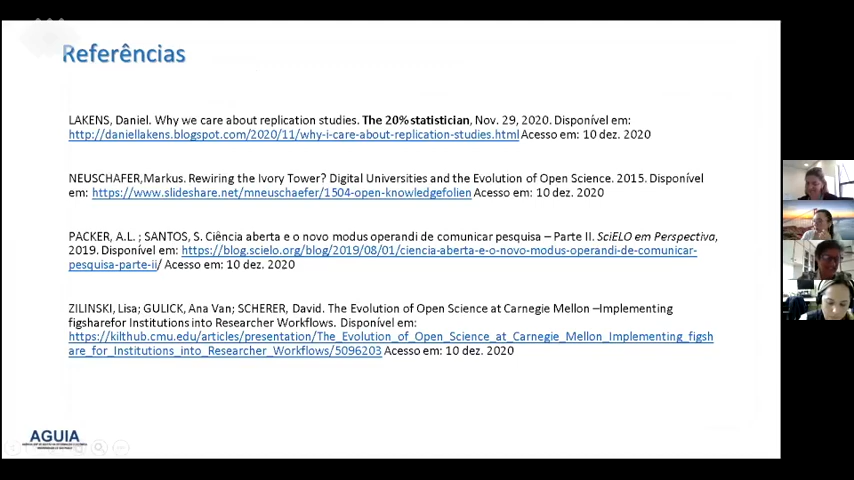 Referências
LAKENS, Daniel. Why we care about replication studies. The 20% statistician, Nov. 29, 2020. Disponível em:
http://daniellakens.blogspot.com/2020/11/why-i-care-about-replication-studies.html Acesso em: 10 dez. 2020
NEUSCHAFER,Markus. Rewiring the Ivory Tower? Digital Universities and the Evolution of Open Science. 2015. Disponível
em: https://www.slideshare.net/mneuschaefer/1504-open-knowledgefolien Acesso em: 10 dez. 2020
PACKER, A.L. ; SANTOS, S. Ciência aberta e o novo modus operandi de comunicar pesquisa – Parte II. SciELO em Perspectiva,
2019. Disponível em: https://blog.scielo.org/blog/2019/08/01/ciencia-aberta-e-o-novo-modus-operandi-de-comunicar-
pesquisa-parte-ii/ Acesso em: 10 dez. 2020
ZILINSKI, Lisa; GULICK, Ana Van; SCHERER, David. The Evolution of Open Science at Carnegie Mellon –Implementing
figsharefor Institutions into Researcher Workflows. Disponível em:
https://kilthub.cmu.edu/articles/presentation/The_Evolution_of_Open_Science_at_Carnegie_Mellon_Implementing_figsh
are_for_Institutions_into_Researcher_Workflows/5096203 Acesso em: 10 dez. 2020
AGUIA